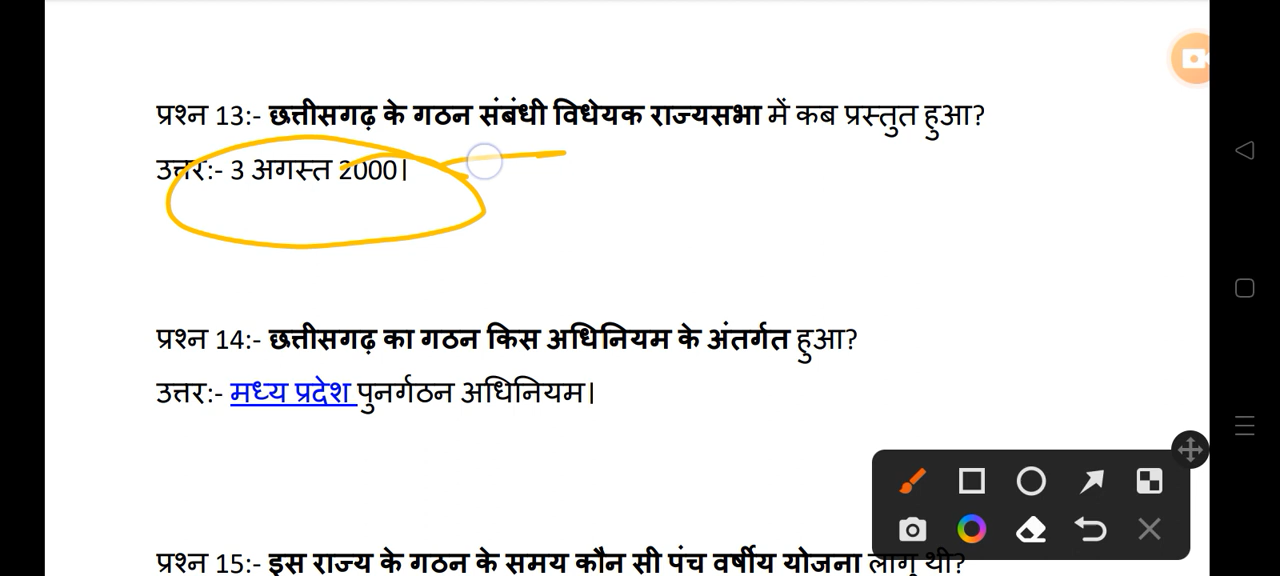 प्रश्न 13:- छत्तीसगढ़ के गठन संबंधी विधेयक राज्यसभा में कब प्रस्तुत हुआ?
उत्तर:- 3 अगस्त 2000।
प्रश्न 14:- छत्तीसगढ़ का गठन किस अधिनियम के अंतर्गत हुआ?
उत्तर:- मध्य प्रदेश पुनर्गठन अधिनियम।
प्रश्न 15:- इस राज्य के गठन के समय कौन सी पंच वर्षीय योजना लागू थी?